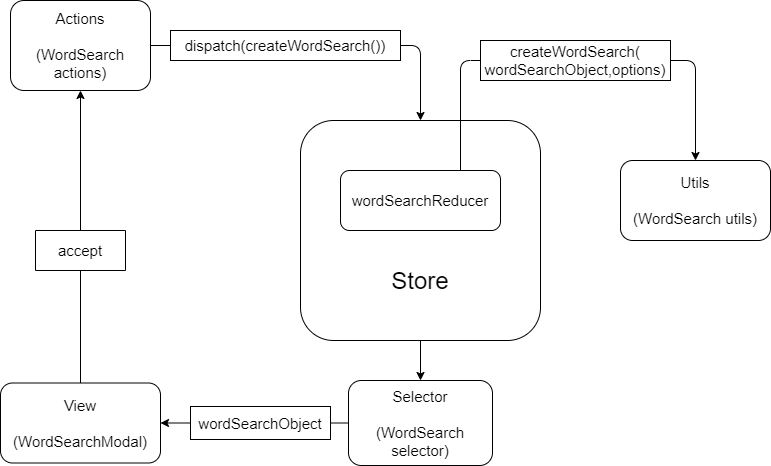 Actions
(WordSearch
actions)
dispatch(createWordSearch())
createWordSearch(
wordSearchObject,options)
wordSearchReducer
Utils
(WordSearch utils)
accept
Store
View
(WordSearchModal)
wordSearchObject
Selector
(WordSearch
selector)